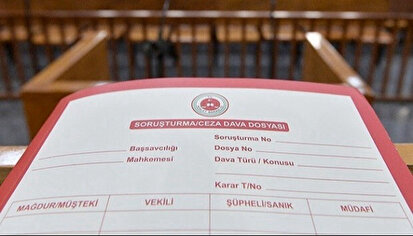 SORUŞTURMA/CEZA DAVA DOSYASI
Soruşturma No
Başsavcılığı Dosya No
Mahkemesi Dava Türü / Konusu
Karar T/No
MAĞDUR/MÜŞTEKİ VEKİLİ ŞÜPHELİ/SANIK MÜDAFİ